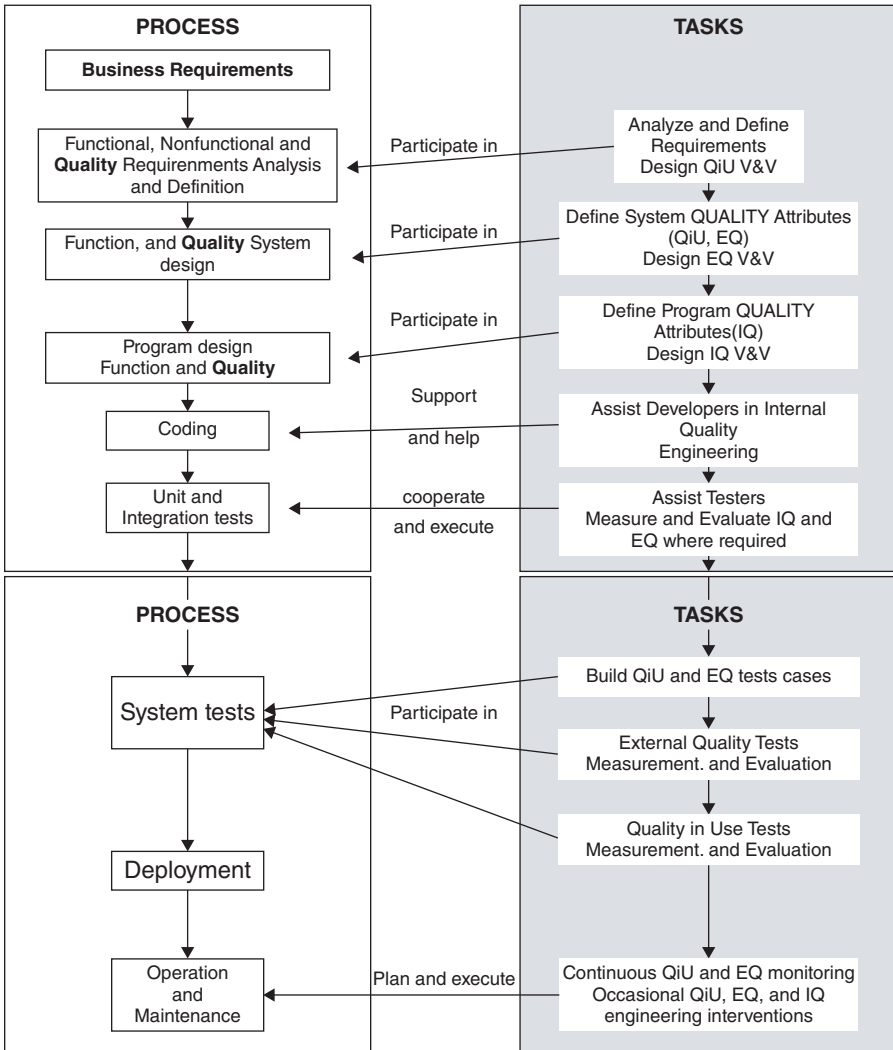 PROCESS
Business Requirements
Functional, Nonfunctional and
Quality Requirenments Analysis
and Definition
Function, and Quality System
design
Program design
Function and Quality
Coding
Unit and
Integration tests
Participate in
Participate in
Participate in
Support
and help
cooperate
and execute
TASKS
Analyze and Define
Requirements
Design QiU V&V
Define System QUALITY Attributes
(QiU, EQ)
Design EQ V&V
Define Program QUALITY
Attributes(IQ)
Design IQ V&V
Assist Developers in Internal
Quality
Engineering
Assist Testers
Measure and Evaluate IQ and
EQ where required
PROCESS
System tests
Deployment
Operation
and
Maintenance
Participate in
Plan and execute
TASKS
Build QiU and EQ tests cases
External Quality Tests
Measurement. and Evaluation
Quality in Use Tests
Measurement. and Evaluation
Continuous QiU and EQ monitoring
Occasional QiU, EQ, and IQ
engineering interventions